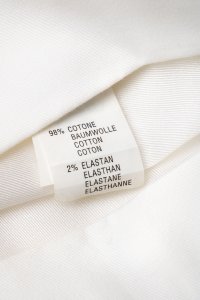 98% COTONE
BAUMWOLLE
COTTON
COTON
2% ELASTAN
ELASTHAN
ELASTANE
ELASTHANNE